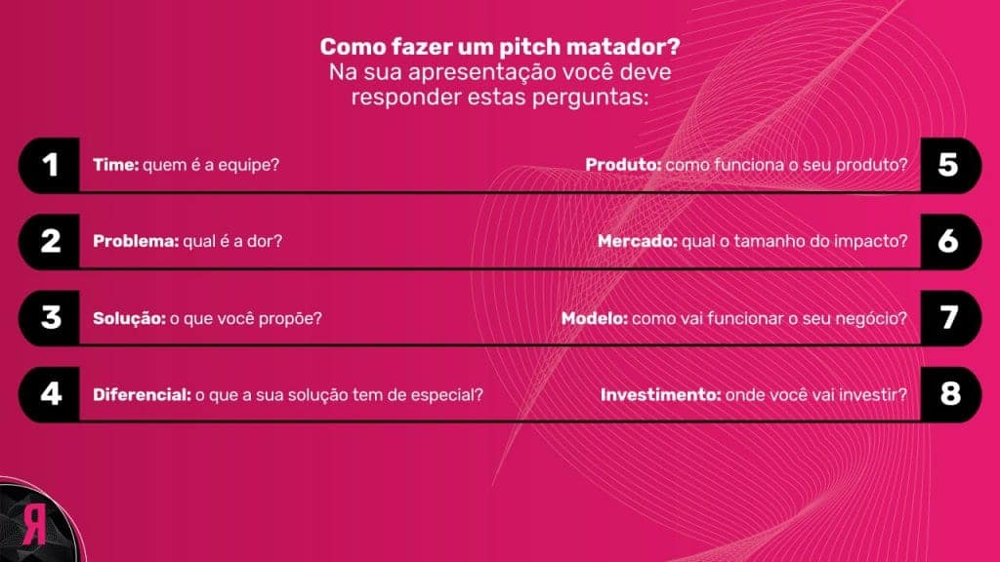 Como fazer um pitch matador?
Na sua apresentação você deve
responder estas perguntas:
1 Time: quem é a equipe?
2 Problema: qual é a dor?
3 Solução: o que você propõe?
4 Diferencial: o que a sua solução tem de especial?
Produto: como funciona o seu produto? 5
Mercado: qual o tamanho do impacto? 6
Modelo: como vai funcionar o seu negócio? 7
Investimento: onde você vai investir? 8
Я